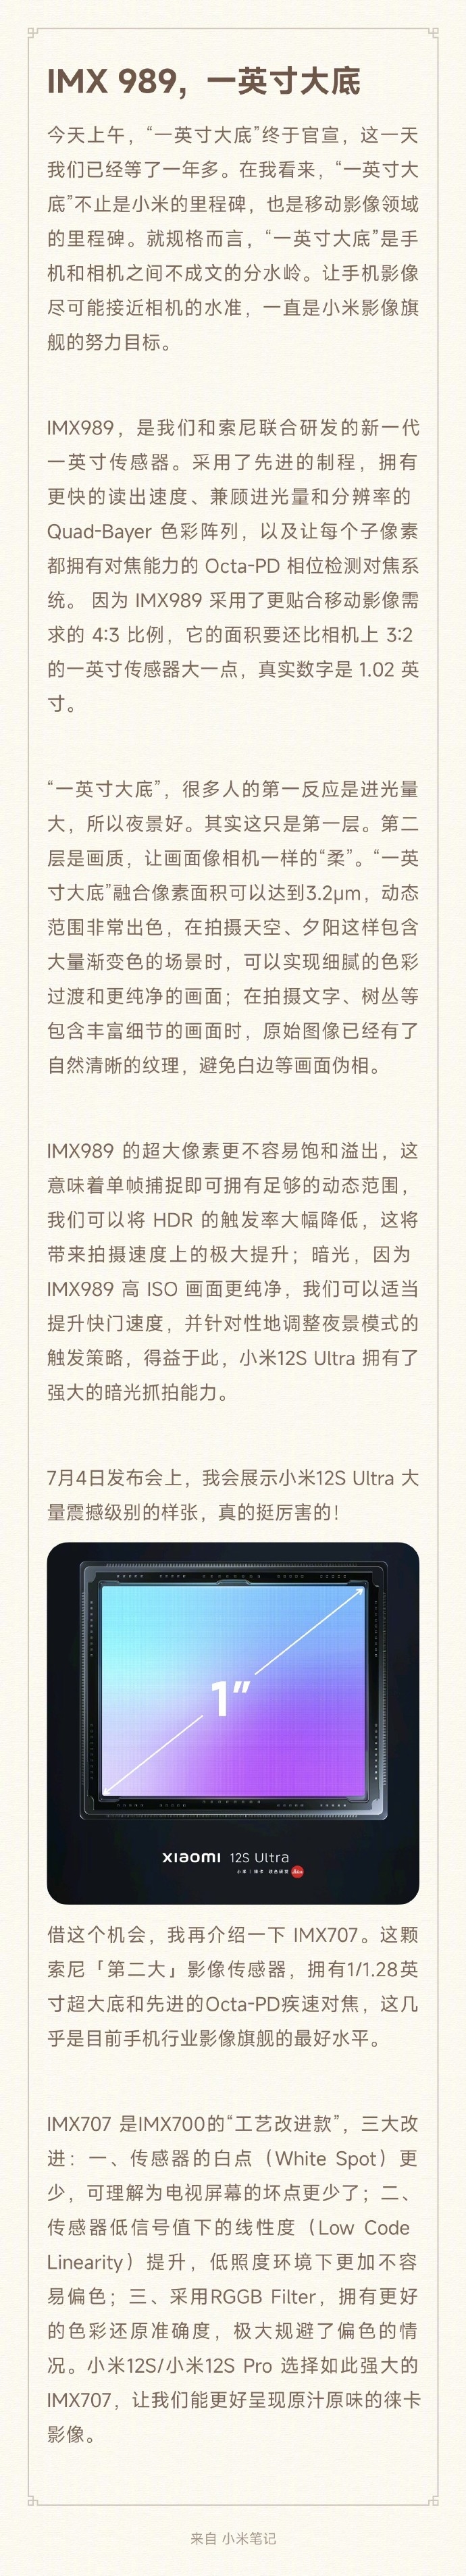 IMX 989，一英寸大底
今天上午，“一英寸大底”终于官宣，这一天
我们已经等了一年多。在我看来，“一英寸大
底”不止是小米的里程碑，也是移动影像领域
的里程碑。就规格而言，“一英寸大底”是手
机和相机之间不成文的分水岭。让手机影像
尽可能接近相机的水准，一直是小米影像旗
舰的努力目标。
IMX989，是我们和索尼联合研发的新一代
一英寸传感器。采用了先进的制程，拥有
更快的读出速度、兼顾进光量和分辨率的
Quad-Bayer 色彩阵列，以及让每个子像素
都拥有对焦能力的 Octa-PD 相位检测对焦系
统。 因为 IMX989 采用了更贴合移动影像需
求的 4:3 比例，它的面积要还比相机上 3:2
的一英寸传感器大一点，真实数字是 1.02 英
寸。
“一英寸大底”，很多人的第一反应是进光量
大，所以夜景好。其实这只是第一层。第二
层是画质，让画面像相机一样的“柔”。“一英
寸大底”融合像素面积可以达到3.2μm，动态
范围非常出色，在拍摄天空、夕阳这样包含
大量渐变色的场景时，可以实现细腻的色彩
过渡和更纯净的画面；在拍摄文字、树丛等
包含丰富细节的画面时，原始图像已经有了
自然清晰的纹理，避免白边等画面伪相。
IMX989 的超大像素更不容易饱和溢出，这
意味着单帧捕捉即可拥有足够的动态范围，
我们可以将 HDR 的触发率大幅降低，这将
带来拍摄速度上的极大提升；暗光，因为
IMX989 高 ISO 画面更纯净，我们可以适当
提升快门速度，并针对性地调整夜景模式的
触发策略，得益于此，小米12S Ultra 拥有了
强大的暗光抓拍能力。
7月4日发布会上，我会展示小米12S Ultra 大
量震撼级别的样张，真的挺厉害的！
1″
xiaomi 12S Ultra
小米 | 徕卡 联合研发 Leica
借这个机会，我再介绍一下 IMX707。这颗
索尼「第二大」影像传感器，拥有1/1.28英
寸超大底和先进的Octa-PD疾速对焦，这几
乎是目前手机行业影像旗舰的最好水平。
IMX707 是IMX700的“工艺改进款”，三大改
进：一、传感器的白点（White Spot）更
少，可理解为电视屏幕的坏点更少了；二、
传感器低信号值下的线性度（Low Code
Linearity）提升，低照度环境下更加不容
易偏色；三、采用RGGB Filter，拥有更好
的色彩还原准确度，极大规避了偏色的情
况。小米12S/小米12S Pro 选择如此强大的
IMX707，让我们能更好呈现原汁原味的徕卡
影像。
来自 小米笔记